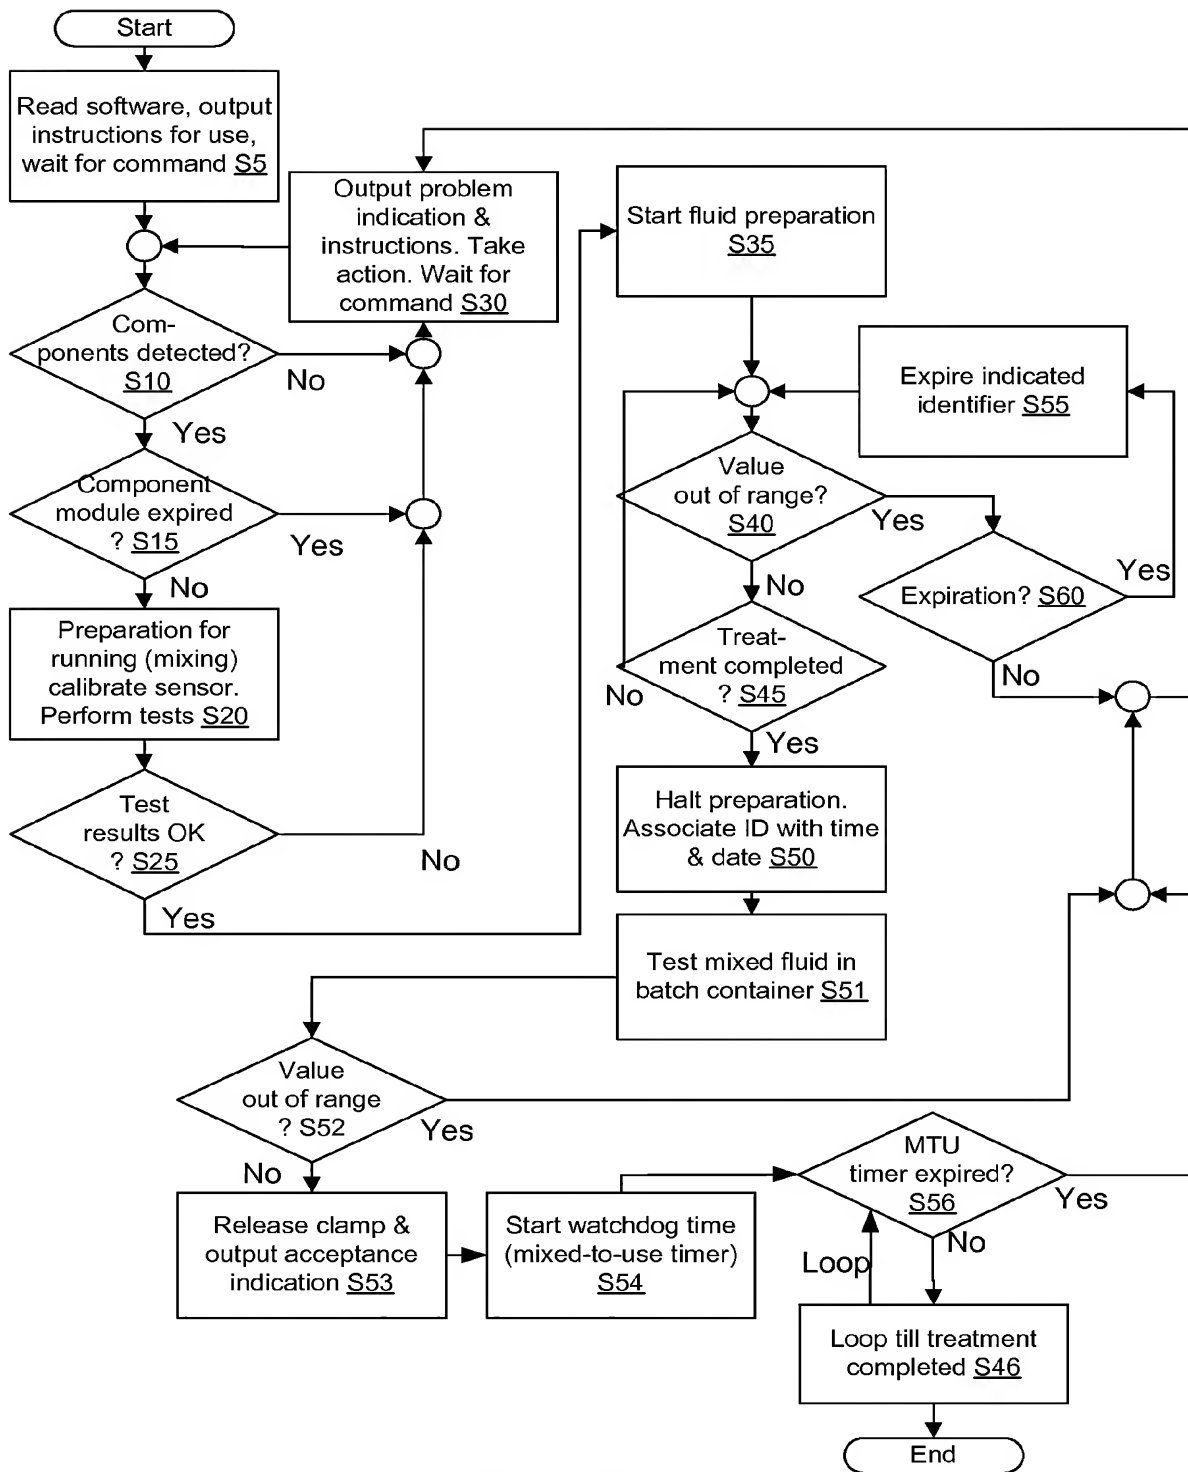 Start
Read software, output
instructions for use,
wait for command S5
Output problem
indication &
instructions. Take
action. Wait for
command S30
Com-
ponents detected?
S10
No
Yes
Component
module expired
? S15
Yes
No
Preparation for
running (mixing)
calibrate sensor.
Perform tests S20
Test
results OK
? S25
No
Yes
Start fluid preparation
S35
Expire indicated
identifier S55
Value
out of range?
S40
Yes
No
Expiration? S60
Yes
No
Treat-
ment completed
? S45
No
Yes
Halt preparation.
Associate ID with time
& date S50
Test mixed fluid in
batch container S51
Value
out of range
? S52
Yes
No
Release clamp &
output acceptance
indication S53
Start watchdog time
(mixed-to-use timer)
S54
MTU
timer expired?
S56
Yes
No
Loop
Loop till treatment
completed S46
End